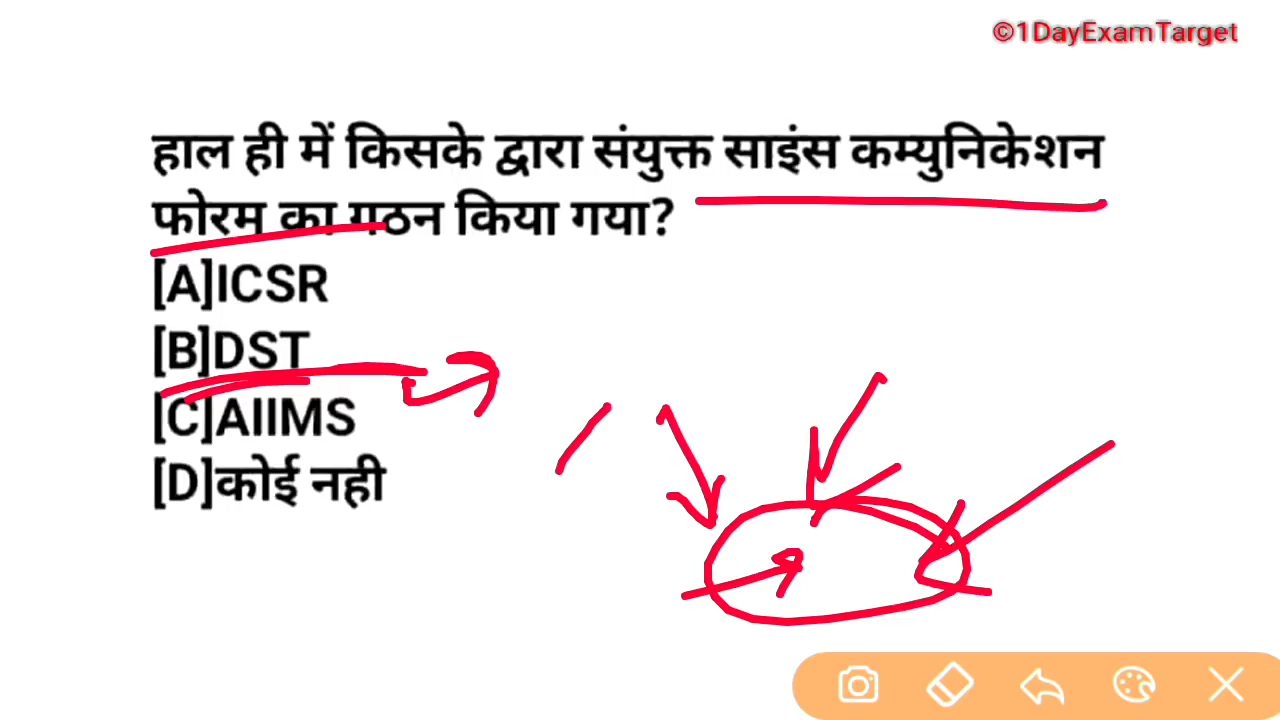 ©1DayExamTarget
हाल ही में किसके द्वारा संयुक्त साइंस कम्युनिकेशन
फोरम का गठन किया गया?
[A]ICSR
[B]DST
[C]AIIMS
[D]कोई नही